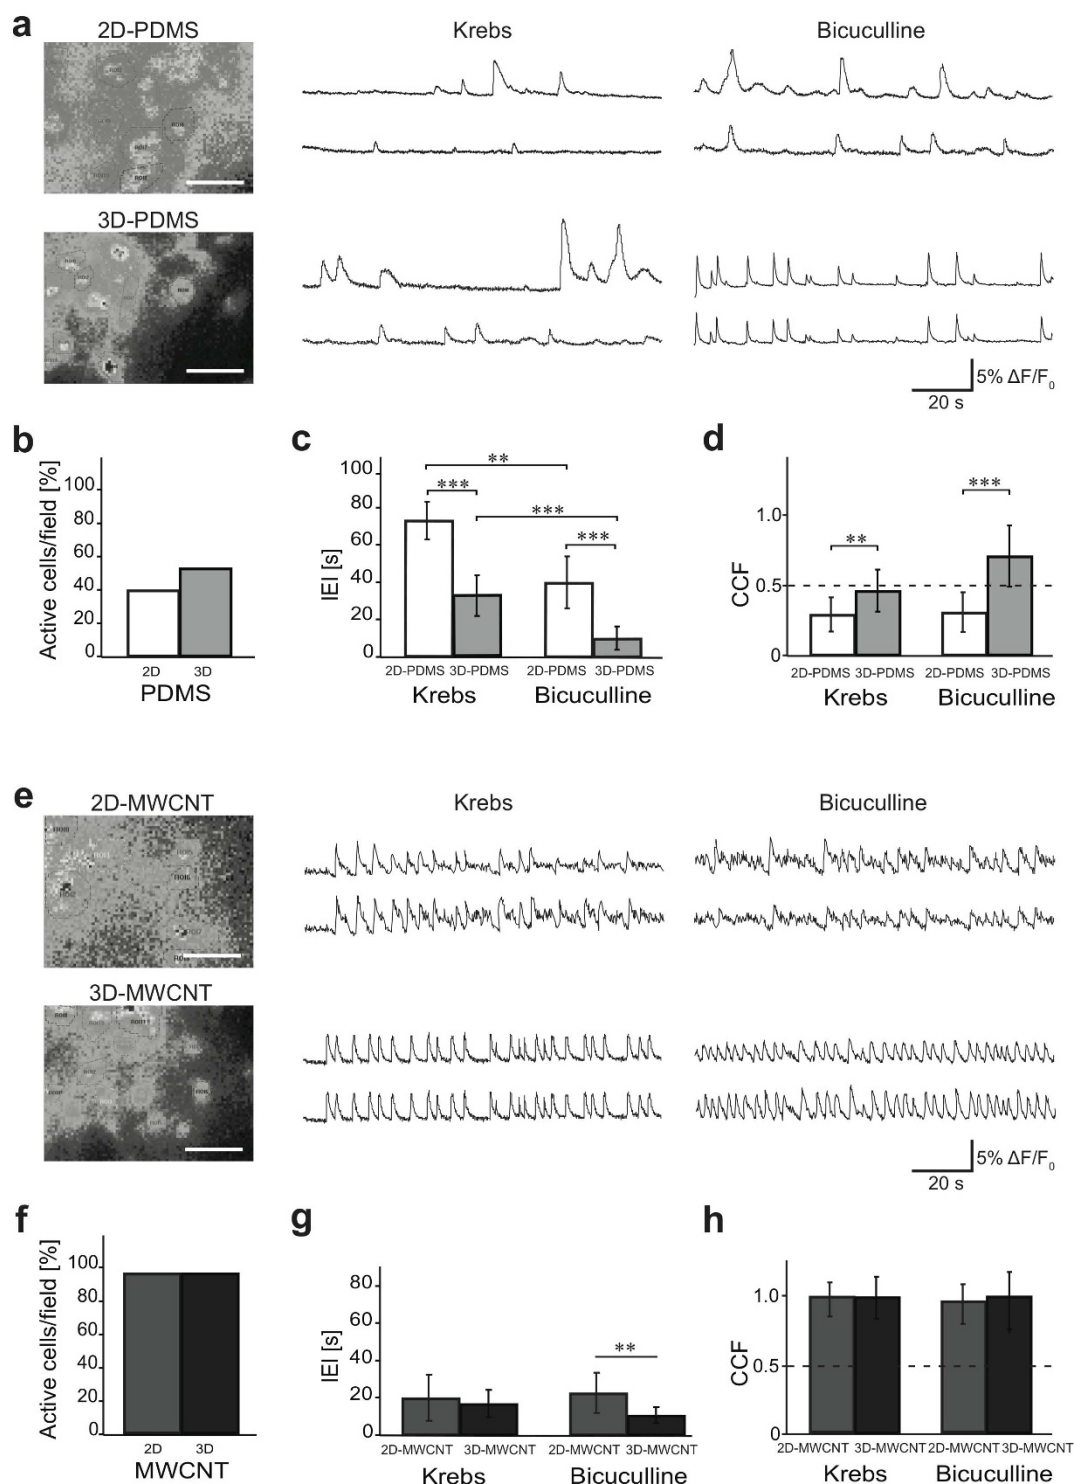 a
2D-PDMS
Krebs
Bicuculline
3D-PDMS
5% ΔF/F0
20 s
b
c
d
Active cells/field [%]
100
80
60
40
20
0
2D
3D
PDMS
IEI [s]
100
80
60
40
20
0
**
***
***
***
2D-PDMS
3D-PDMS
2D-PDMS
3D-PDMS
Krebs
Bicuculline
CCF
1.0
0.5
0
**
***
2D-PDMS
3D-PDMS
2D-PDMS
3D-PDMS
Krebs
Bicuculline
e
2D-MWCNT
Krebs
Bicuculline
3D-MWCNT
5% ΔF/F0
20 s
f
g
h
Active cells/field [%]
100
80
60
40
20
0
2D
3D
MWCNT
IEI [s]
80
60
40
20
0
**
2D-MWCNT
3D-MWCNT
2D-MWCNT
3D-MWCNT
Krebs
Bicuculline
CCF
1.0
0.5
0
2D-MWCNT
3D-MWCNT
2D-MWCNT
3D-MWCNT
Krebs
Bicuculline